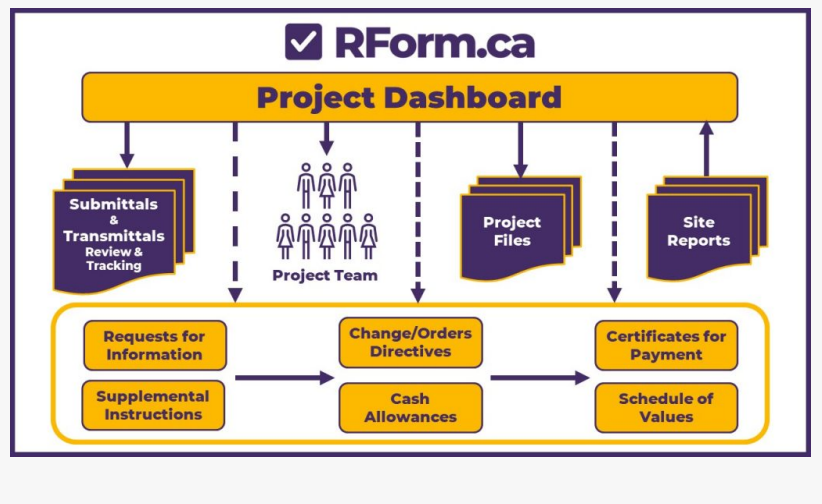 RForm.ca
Project Dashboard
Submittals
&
Transmittals
Review &
Tracking
Project Team
Project
Files
Site
Reports
Requests for
Information
Change/Orders
Directives
Certificates for
Payment
Supplemental
Instructions
Cash
Allowances
Schedule of
Values